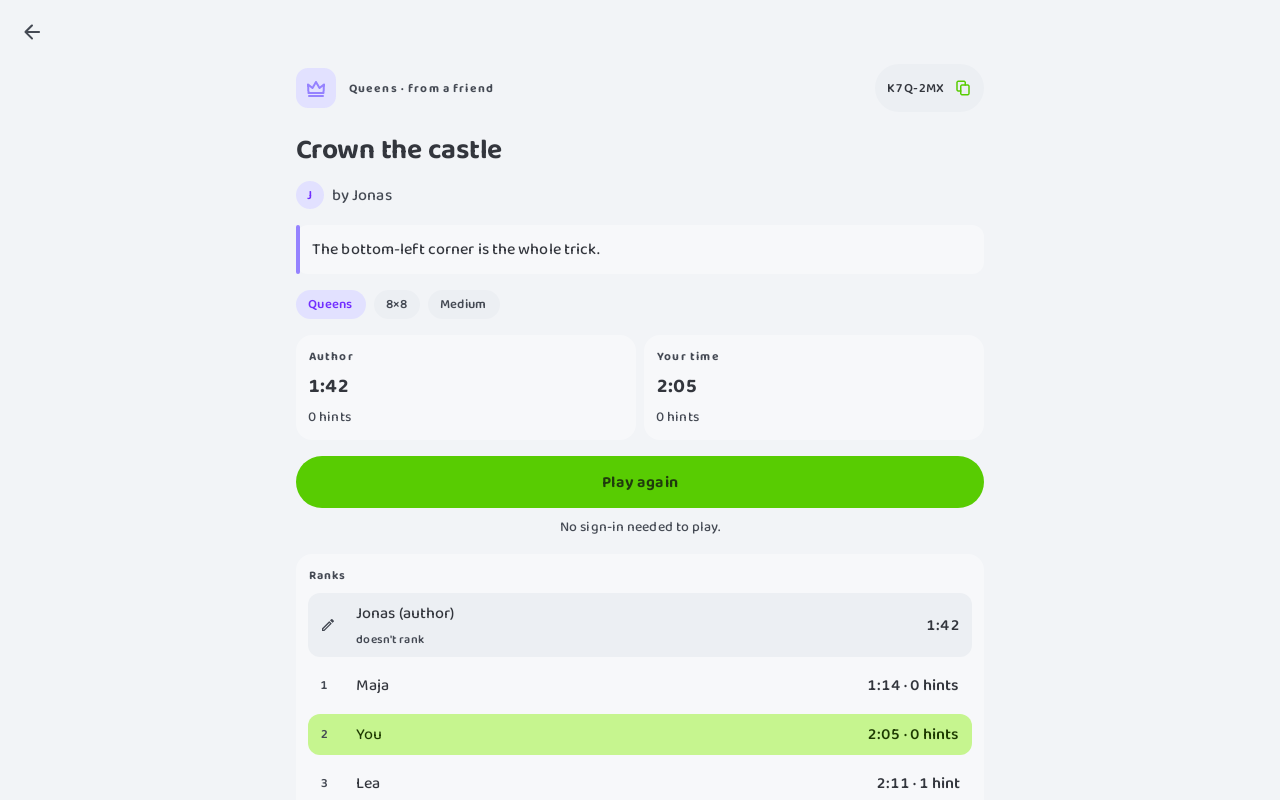 Queens · from a friend
K7Q-2MX
Crown the castle
J
by Jonas
The bottom-left corner is the whole trick.
Queens
8×8
Medium
Author
1:42
0 hints
Your time
2:05
0 hints
Play again
No sign-in needed to play.
Ranks
Jonas (author)
doesn't rank
1:42
1 Maja 1:14 · 0 hints
2 You 2:05 · 0 hints
3 Lea 2:11 · 1 hint